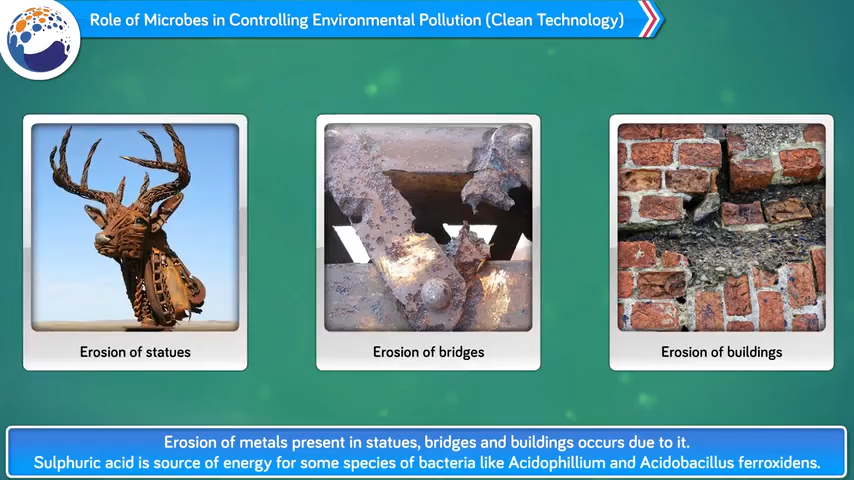 Role of Microbes in Controlling Environmental Pollution (Clean Technology)
Erosion of statues
Erosion of bridges
Erosion of buildings
Erosion of metals present in statues, bridges and buildings occurs due to it.
Sulphuric acid is source of energy for some species of bacteria like Acidophillium and Acidobacillus ferroxidens.